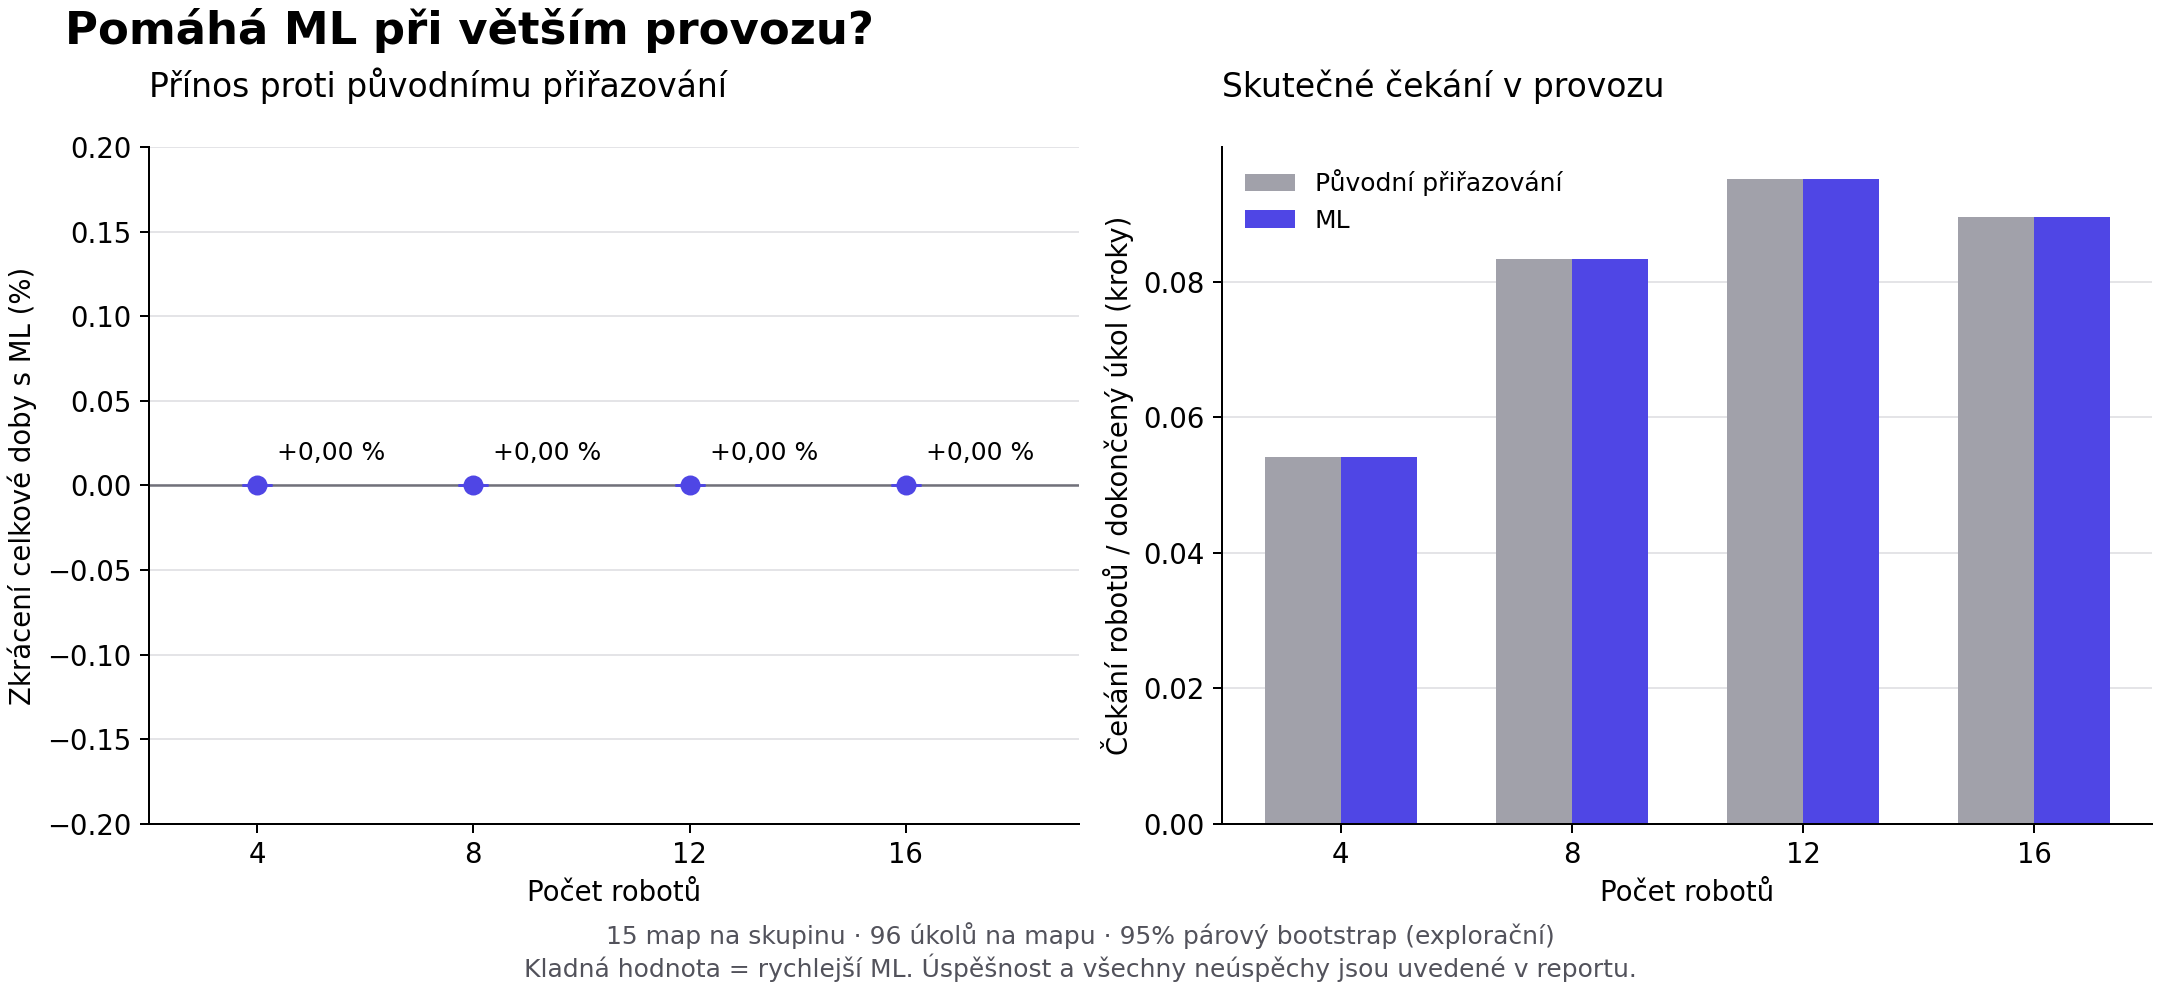 Pomáhá ML při větším provozu?
Přínos proti původnímu přiřazování
Zkrácení celkové doby s ML (%)
0.20
0.15
0.10
0.05
0.00
−0.05
−0.10
−0.15
−0.20
+0,00 %
+0,00 %
+0,00 %
+0,00 %
4
8
12
16
Počet robotů
Skutečné čekání v provozu
Čekání robotů / dokončený úkol (kroky)
Původní přiřazování
ML
0.08
0.06
0.04
0.02
0.00
4
8
12
16
Počet robotů
15 map na skupinu · 96 úkolů na mapu · 95% párový bootstrap (explorační)
Kladná hodnota = rychlejší ML. Úspěšnost a všechny neúspěchy jsou uvedené v reportu.